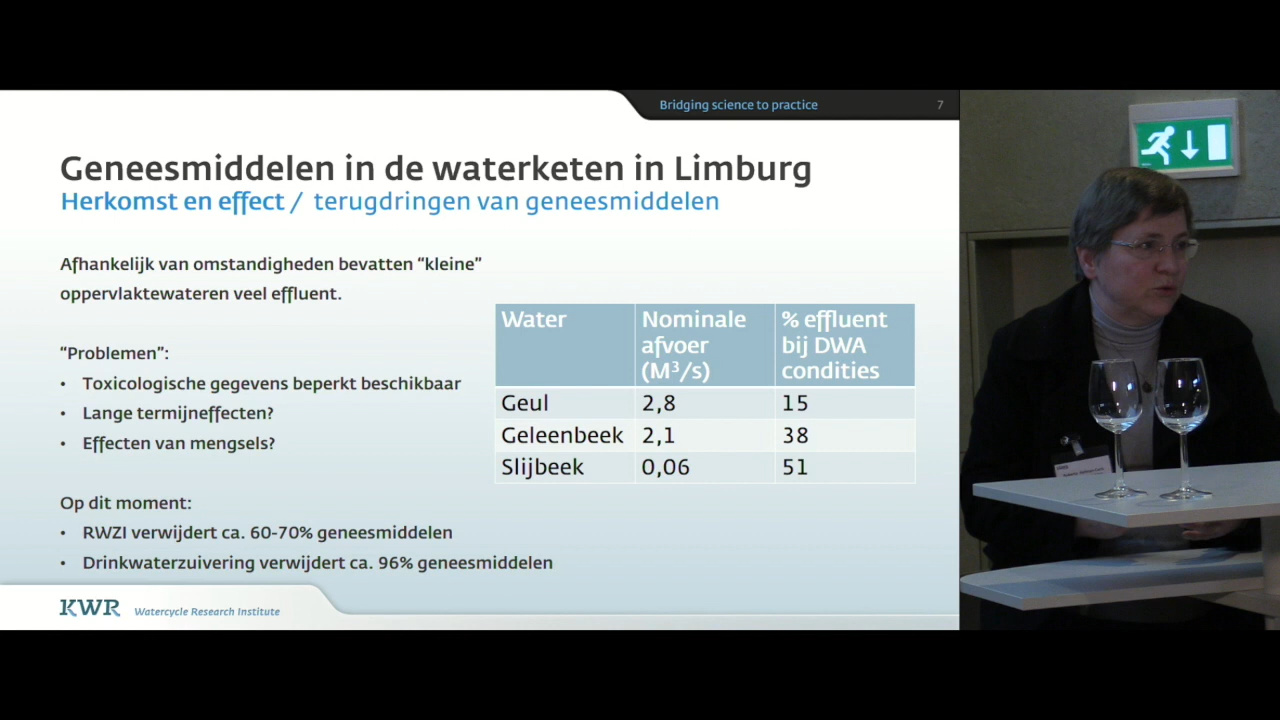 Bridging science to practice
7
Geneesmiddelen in de waterketen in Limburg
Herkomst en effect / terugdringen van geneesmiddelen
Afhankelijk van omstandigheden bevatten “kleine”
oppervlaktewateren veel effluent.
“Problemen”:
• Toxicologische gegevens beperkt beschikbaar
• Lange termijneffecten?
• Effecten van mengsels?
Op dit moment:
• RWZI verwijdert ca. 60-70% geneesmiddelen
• Drinkwaterzuivering verwijdert ca. 96% geneesmiddelen
Water Nominale afvoer (M³/s) % effluent bij DWA condities
Geul 2,8 15
Geleenbeek 2,1 38
Slijbeek 0,06 51
KWR Watercycle Research Institute